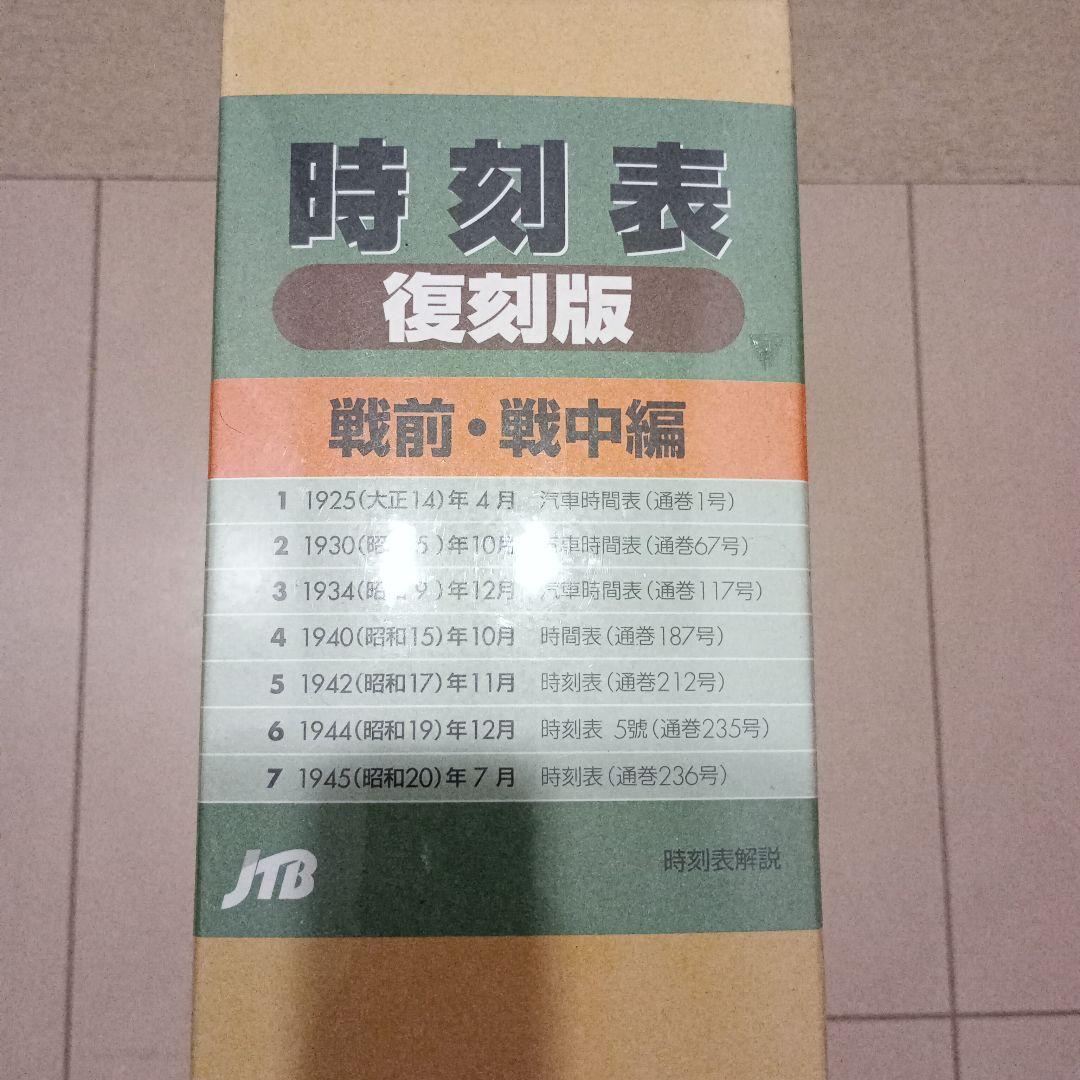 時刻表
復刻版
戦前・戦中編
1 1925(大正14)年 4月 汽車時間表(通巻1号)
2 1930(昭 5)年10月 汽車時間表(通巻67号)
3 1934(昭 9)年12月 汽車時間表(通巻117号)
4 1940(昭和15)年10月 時間表(通巻187号)
5 1942(昭和17)年11月 時刻表(通巻212号)
6 1944(昭和19)年12月 時刻表 5號(通巻235号)
7 1945(昭和20)年 7月 時刻表(通巻236号)
JTB
時刻表解説